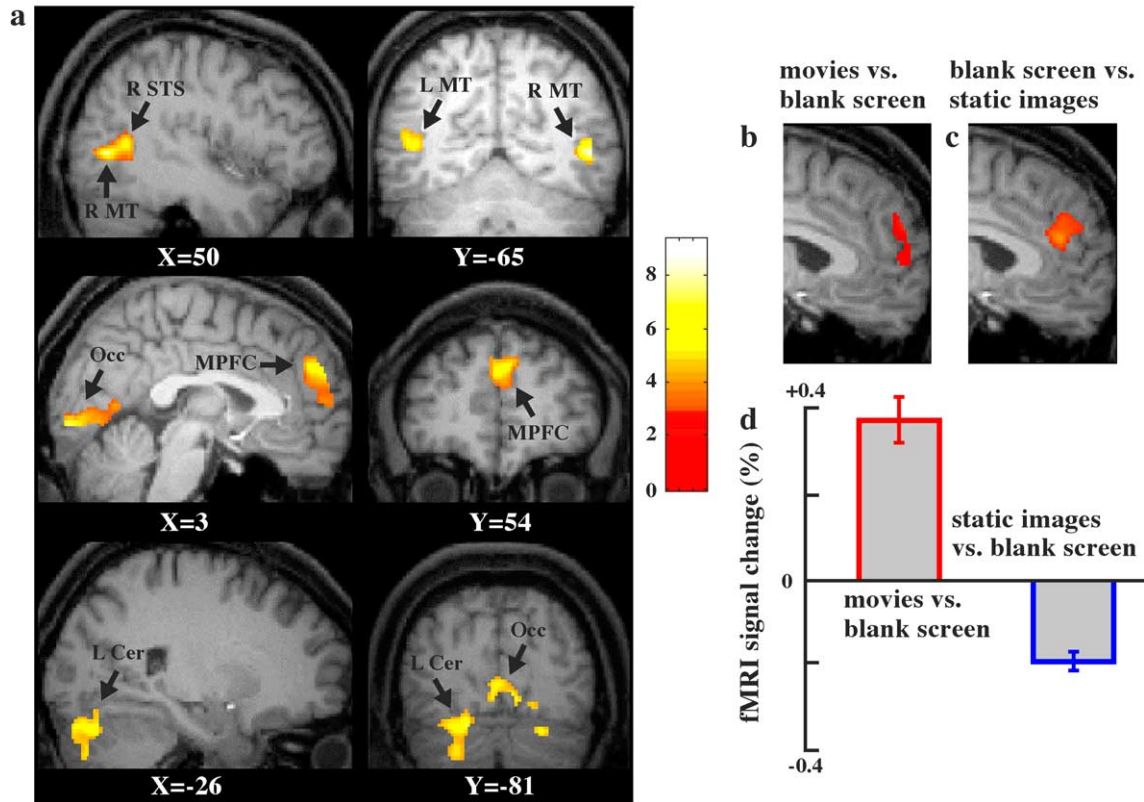 a
R STS
R MT
X=50
L MT
R MT
Y=-65
Occ
MPFC
X=3
MPFC
Y=54
L Cer
X=-26
L Cer
Occ
Y=-81
8
6
4
2
0
movies vs.
blank screen
b
blank screen vs.
static images
c
d
fMRI signal change (%)
+0.4
0
-0.4
movies vs.
blank screen
static images
vs. blank screen